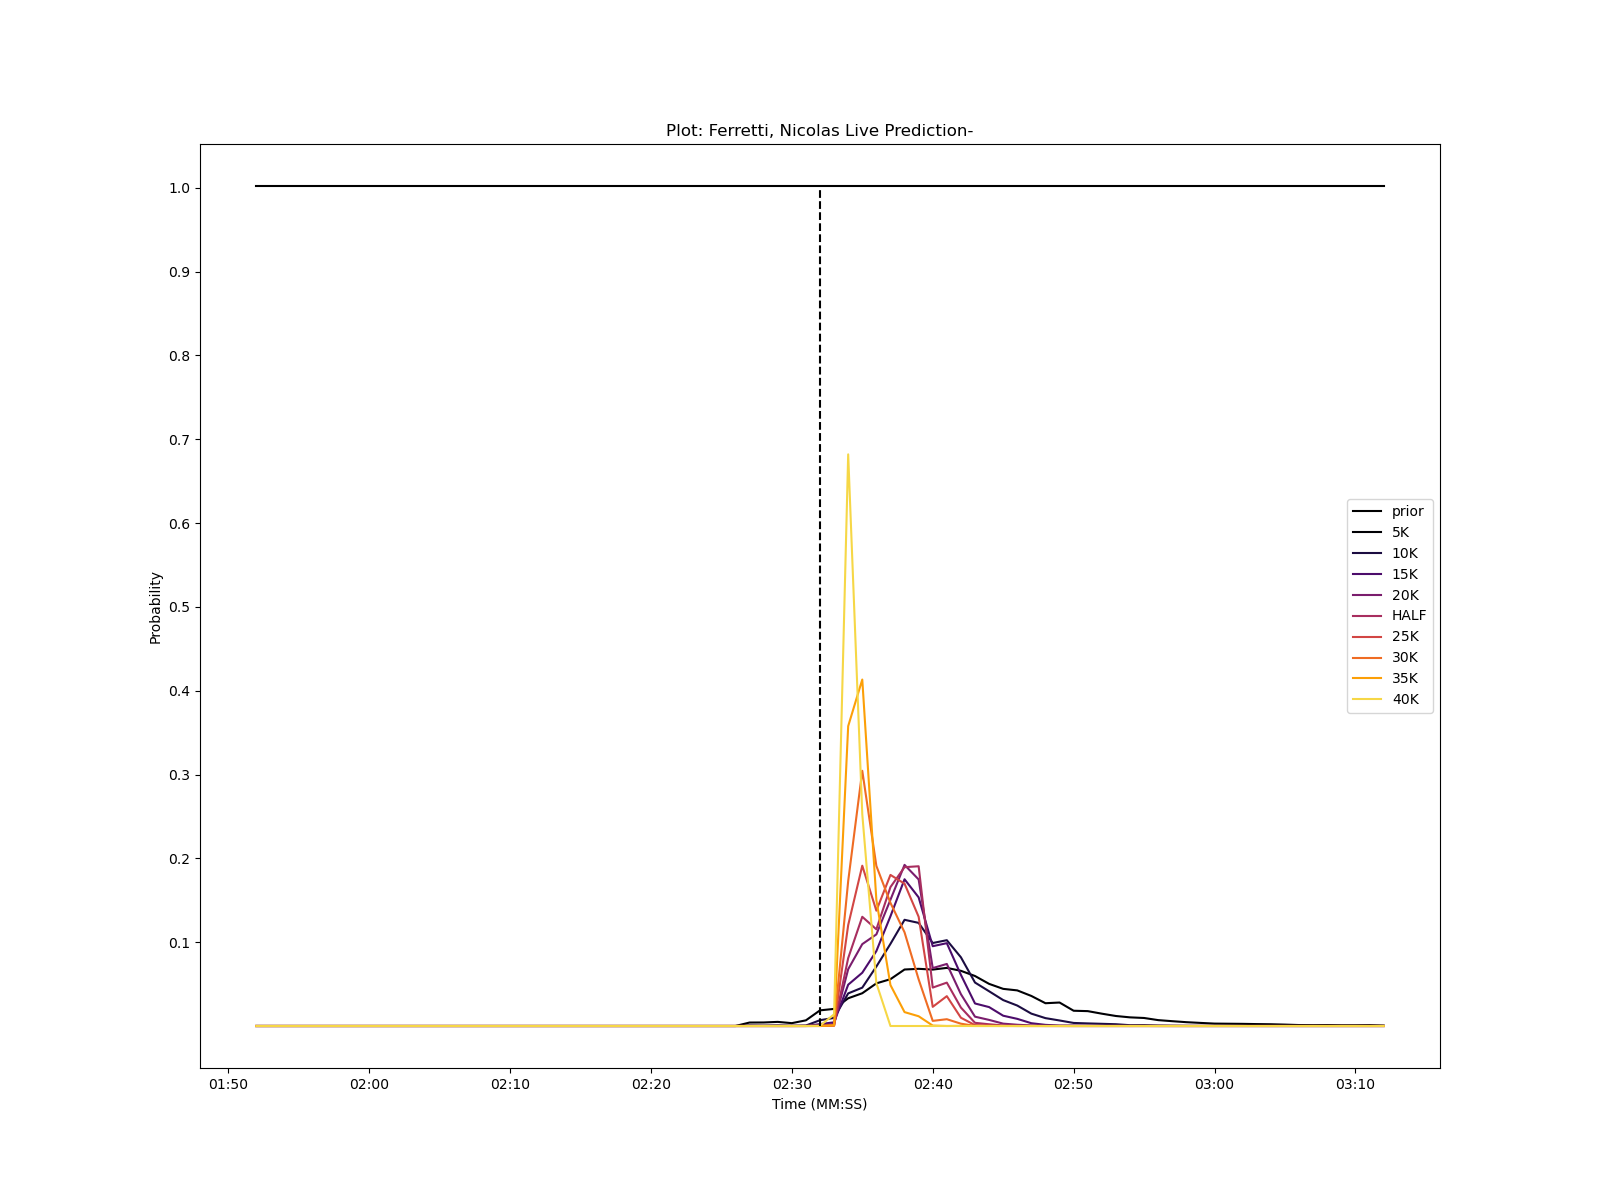 Plot: Ferretti, Nicolas Live Prediction-
1.0
0.9
0.8
0.7
0.6
0.5
0.4
0.3
0.2
0.1
Probability
prior
5K
10K
15K
20K
HALF
25K
30K
35K
40K
01:50 02:00 02:10 02:20 02:30 02:40 02:50 03:00 03:10
Time (MM:SS)